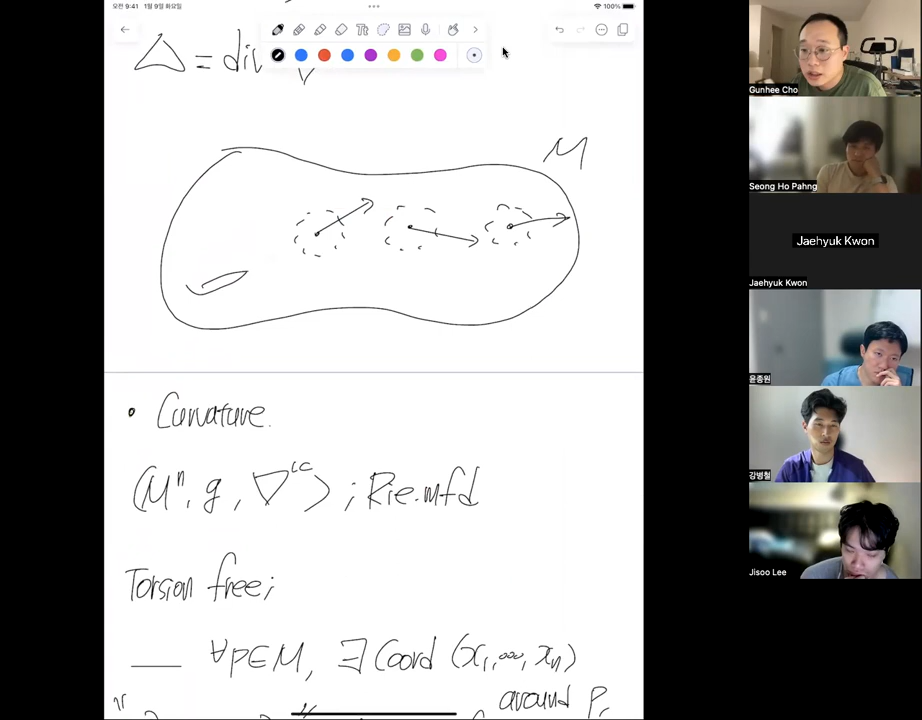 오전 9:41 1월 9일 화요일
100%
Tt
△ = div
M
• Curvature.
(Mⁿ, g, ∇ᴸᶜ) ; Rie.mfd
Torsion free;
∀p∈M, ∃ Coord (x₁, ..., xₙ)
around P,
Gunhee Cho
Seong Ho Pahng
Jaehyuk Kwon
Jaehyuk Kwon
윤종원
강병철
Jisoo Lee